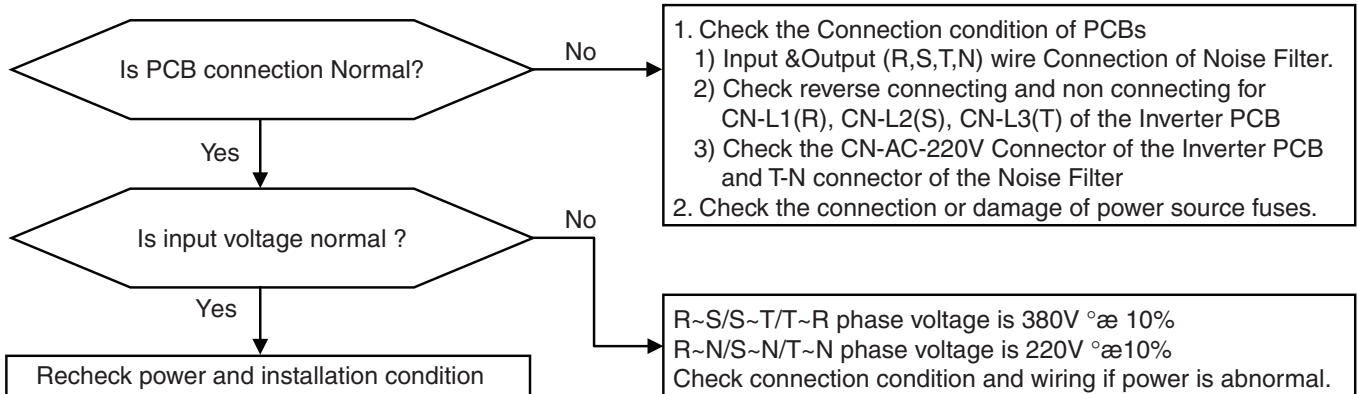 Is PCB connection Normal?
No
1. Check the Connection condition of PCBs
1) Input &Output (R,S,T,N) wire Connection of Noise Filter.
2) Check reverse connecting and non connecting for
CN-L1(R), CN-L2(S), CN-L3(T) of the Inverter PCB
3) Check the CN-AC-220V Connector of the Inverter PCB
and T-N connector of the Noise Filter
2. Check the connection or damage of power source fuses.
Yes
Is input voltage normal ?
No
R~S/S~T/T~R phase voltage is 380V °æ 10%
R~N/S~N/T~N phase voltage is 220V °æ10%
Check connection condition and wiring if power is abnormal.
Yes
Recheck power and installation condition